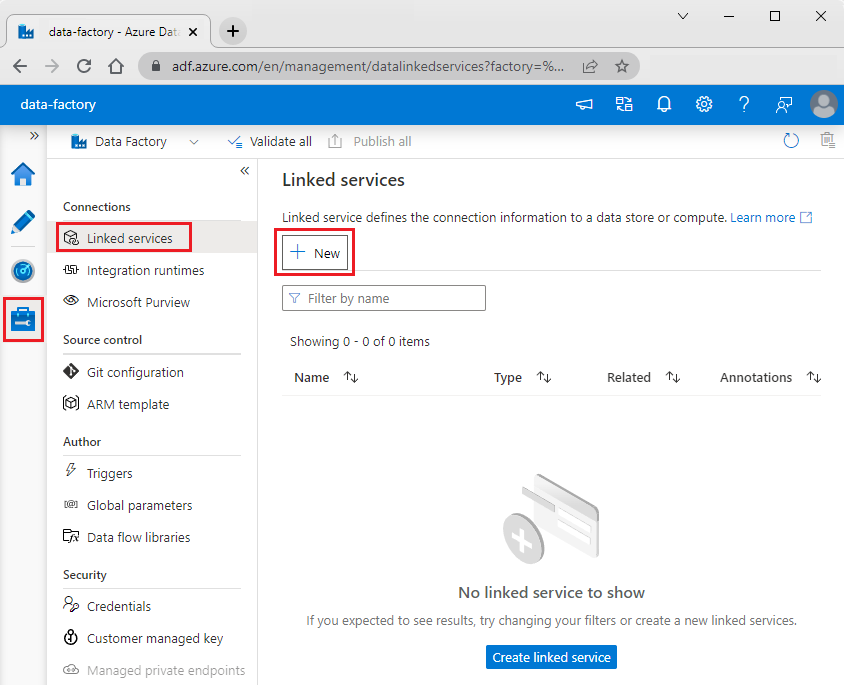 data-factory - Azure Data
adf.azure.com/en/management/datalinkedservices?factory=%...
data-factory
Data Factory
Validate all
Publish all
Linked services
Linked service defines the connection information to a data store or compute. Learn more
Connections
Linked services
Integration runtimes
Microsoft Purview
Source control
Git configuration
ARM template
Author
Triggers
Global parameters
Data flow libraries
Security
Credentials
Customer managed key
Managed private endpoints
New
Filter by name
Showing 0 - 0 of 0 items
Name Type Related Annotations
No linked service to show
If you expected to see results, try changing your filters or create a new linked services.
Create linked service